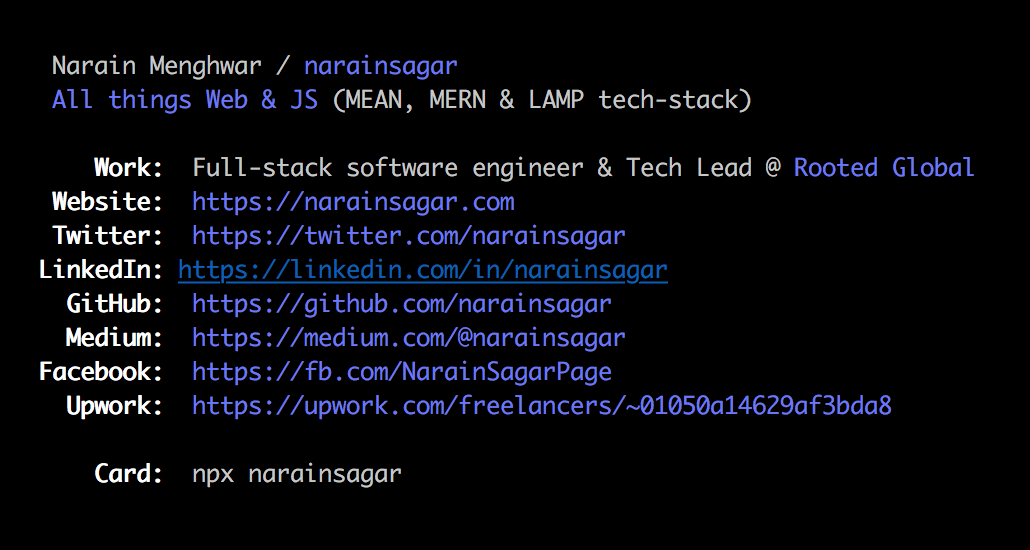 Narain Menghwar / narainsagar
All things Web & JS (MEAN, MERN & LAMP tech-stack)
Work: Full-stack software engineer & Tech Lead @ Rooted Global
Website: https://narainsagar.com
Twitter: https://twitter.com/narainsagar
LinkedIn: https://linkedin.com/in/narainsagar
GitHub: https://github.com/narainsagar
Medium: https://medium.com/@narainsagar
Facebook: https://fb.com/NarainSagarPage
Upwork: https://upwork.com/freelancers/~01050a14629af3bda8
Card: npx narainsagar